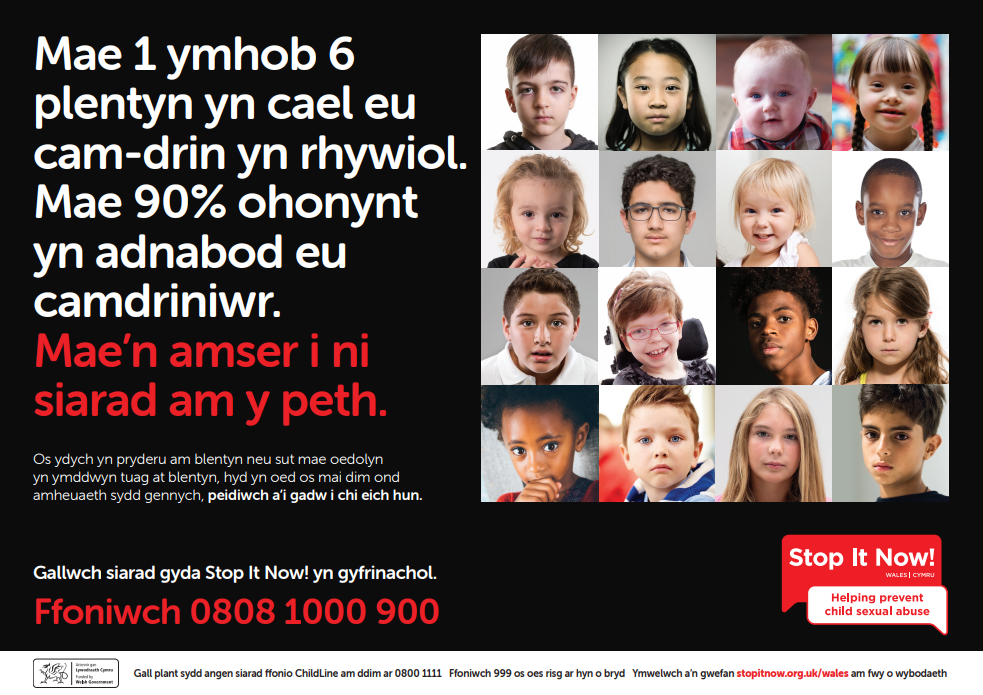 Mae 1 ymhob 6
plentyn yn cael eu
cam-drin yn rhywiol.
Mae 90% ohonynt
yn adnabod eu
camdriniwr.
Mae’n amser i ni
siarad am y peth.
Os ydych yn pryderu am blentyn neu sut mae oedolyn
yn ymddwyn tuag at blentyn, hyd yn oed os mai dim ond
amheuaeth sydd gennych, peidiwch a’i gadw i chi eich hun.
Gallwch siarad gyda Stop It Now! yn gyfrinachol.
Ffoniwch 0808 1000 900
Stop It Now!
WALES | CYMRU
Helping prevent
child sexual abuse
Ariennir gan
Lywodraeth Cymru
Funded by
Welsh Government
Gall plant sydd angen siarad ffonio ChildLine am ddim ar 0800 1111 Ffoniwch 999 os oes risg ar hyn o bryd Ymwelwch a’n gwefan stopitnow.org.uk/wales am fwy o wybodaeth